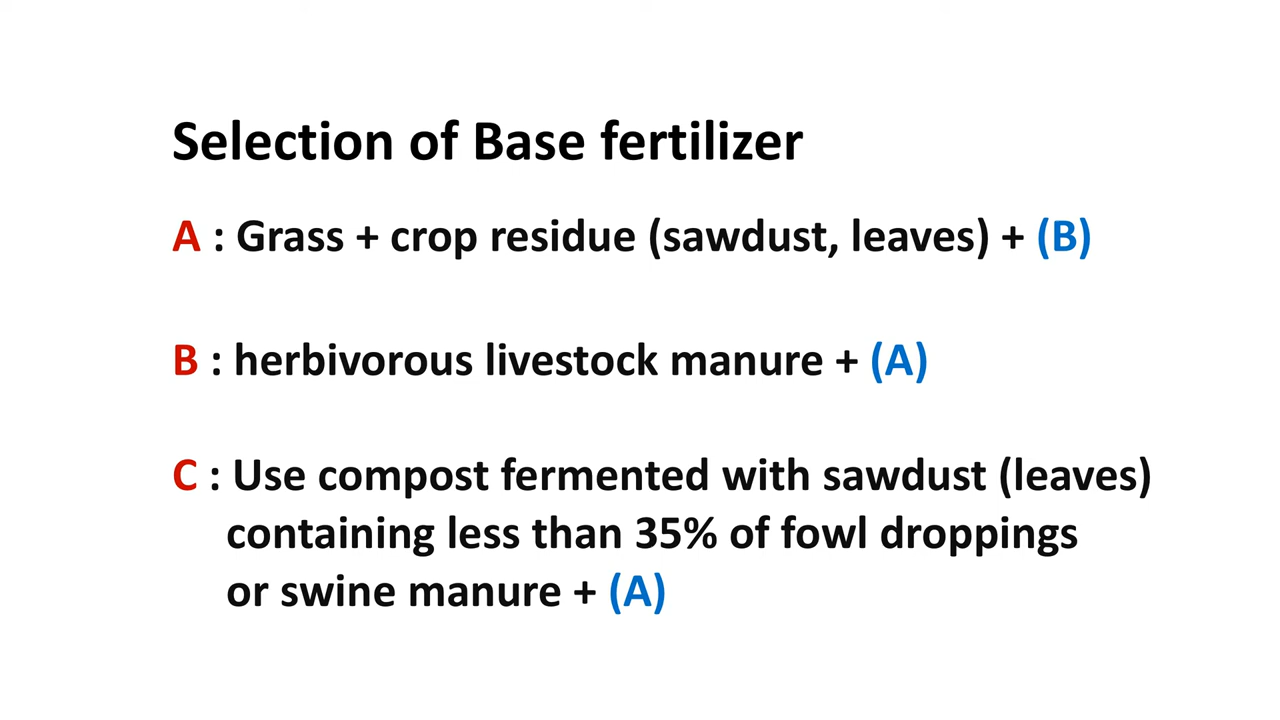 Selection of Base fertilizer
A : Grass + crop residue (sawdust, leaves) + (B)
B : herbivorous livestock manure + (A)
C : Use compost fermented with sawdust (leaves)
containing less than 35% of fowl droppings
or swine manure + (A)